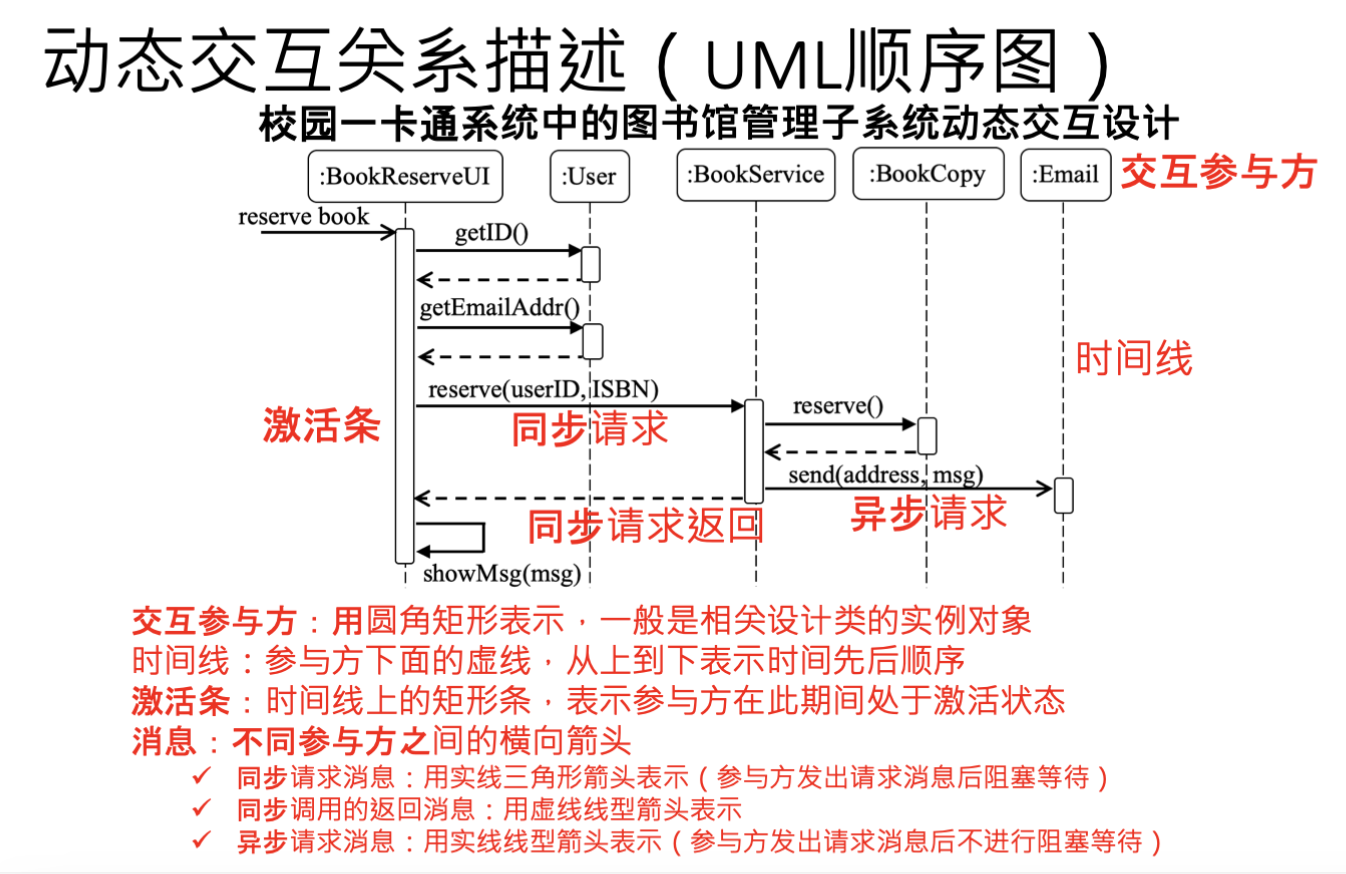 动态交互关系描述（UML顺序图）
校园一卡通系统中的图书馆管理子系统动态交互设计
:BookReserveUI :User :BookService :BookCopy :Email 交互参与方
reserve book
getID()
getEmailAddr()
时间线
reserve(userID, ISBN)
reserve()
激活条
同步请求
send(address, msg)
异步请求
同步请求返回
showMsg(msg)
交互参与方：用圆角矩形表示，一般是相关设计类的实例对象
时间线：参与方下面的虚线，从上到下表示时间先后顺序
激活条：时间线上的矩形条，表示参与方在此期间处于激活状态
消息：不同参与方之间的横向箭头
✓ 同步请求消息：用实线三角形箭头表示（参与方发出请求消息后阻塞等待）
✓ 同步调用的返回消息：用虚线线型箭头表示
✓ 异步请求消息：用实线线型箭头表示（参与方发出请求消息后不进行阻塞等待）